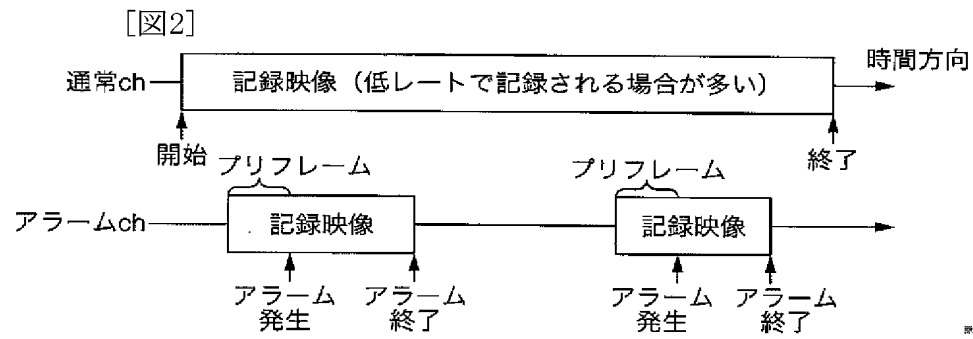 [図2]
時間方向
通常ch
記録映像（低レートで記録される場合が多い）
開始
終了
プリフレーム
プリフレーム
アラームch
記録映像
記録映像
アラーム
発生
アラーム
終了
アラーム
発生
アラーム
終了